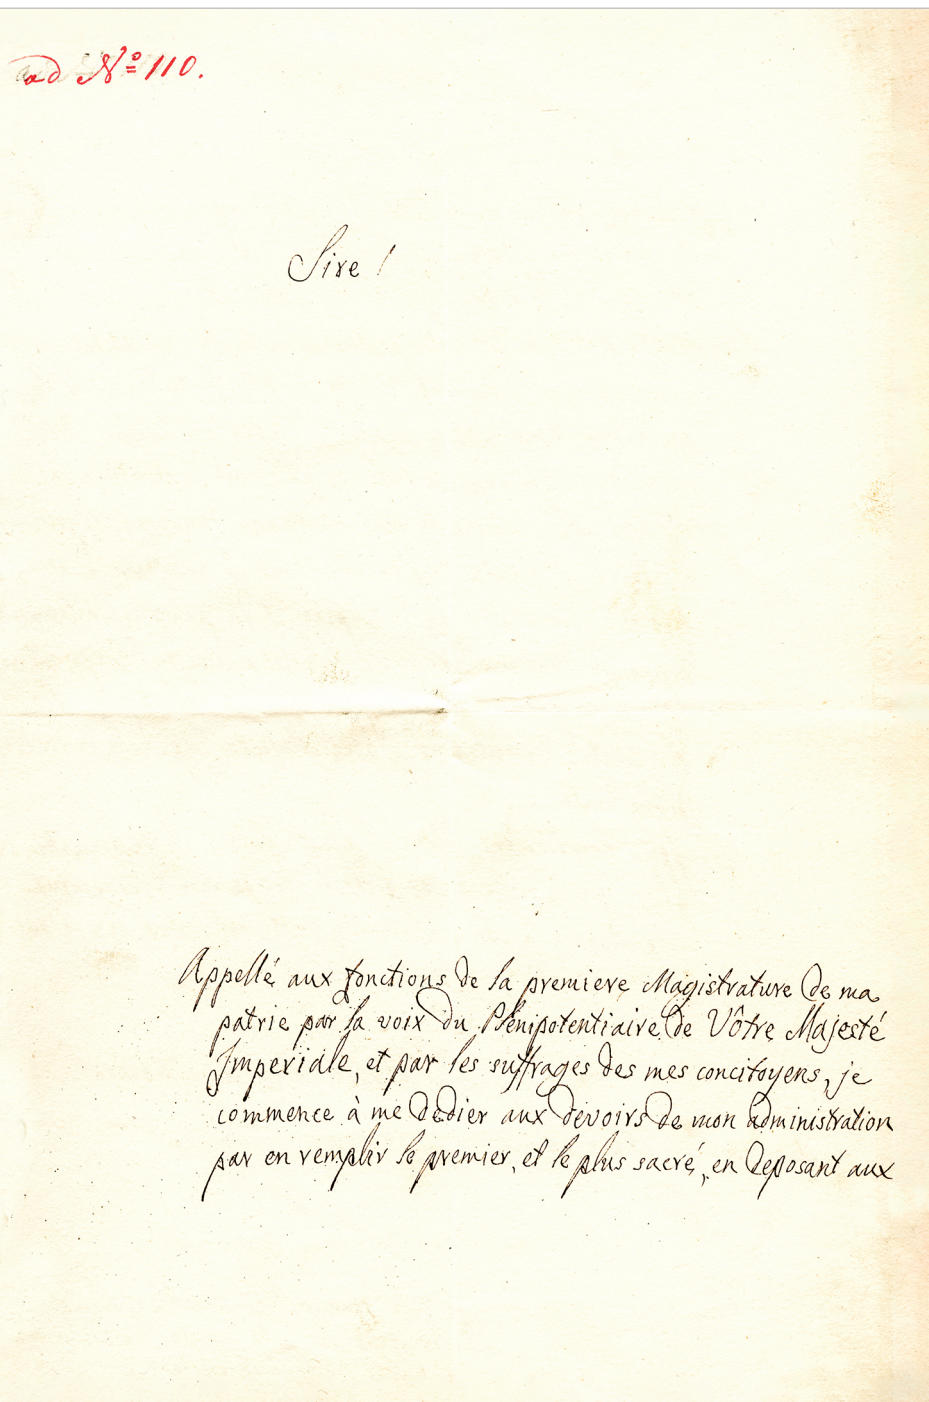 ad No 110.
Sire !
Appellé aux fonctions de la premiere Magistrature de ma
patrie par la voix du Plénipotentiaire de Vôtre Majesté
Imperiale, et par les suffrages des mes concitoyens, je
commence à me dedier aux devoirs de mon administration
par en remplir le premier, et le plus sacré, en deposant aux